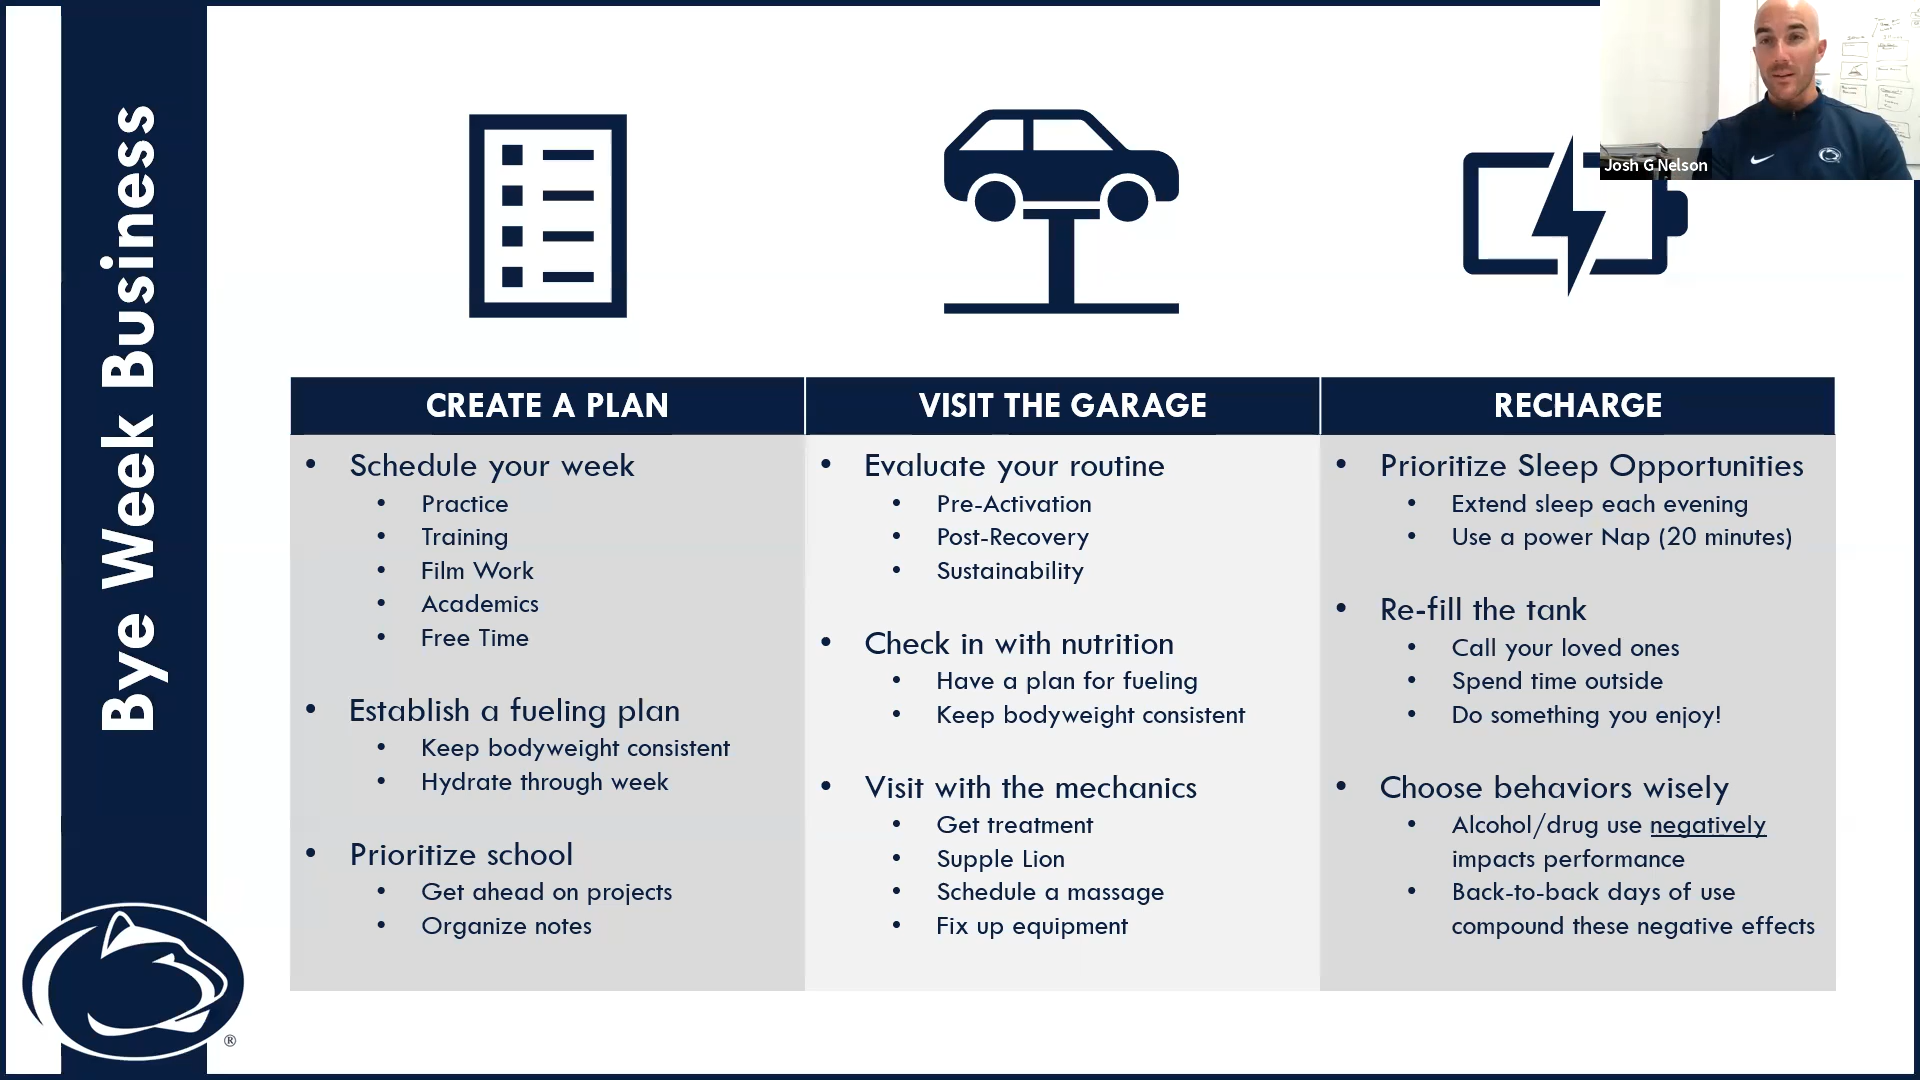 Bye Week Business
Josh G Nelson
CREATE A PLAN
• Schedule your week
• Practice
• Training
• Film Work
• Academics
• Free Time
• Establish a fueling plan
• Keep bodyweight consistent
• Hydrate through week
• Prioritize school
• Get ahead on projects
• Organize notes
VISIT THE GARAGE
• Evaluate your routine
• Pre-Activation
• Post-Recovery
• Sustainability
• Check in with nutrition
• Have a plan for fueling
• Keep bodyweight consistent
• Visit with the mechanics
• Get treatment
• Supple Lion
• Schedule a massage
• Fix up equipment
RECHARGE
• Prioritize Sleep Opportunities
• Extend sleep each evening
• Use a power Nap (20 minutes)
• Re-fill the tank
• Call your loved ones
• Spend time outside
• Do something you enjoy!
• Choose behaviors wisely
• Alcohol/drug use negatively
impacts performance
• Back-to-back days of use
compound these negative effects
®